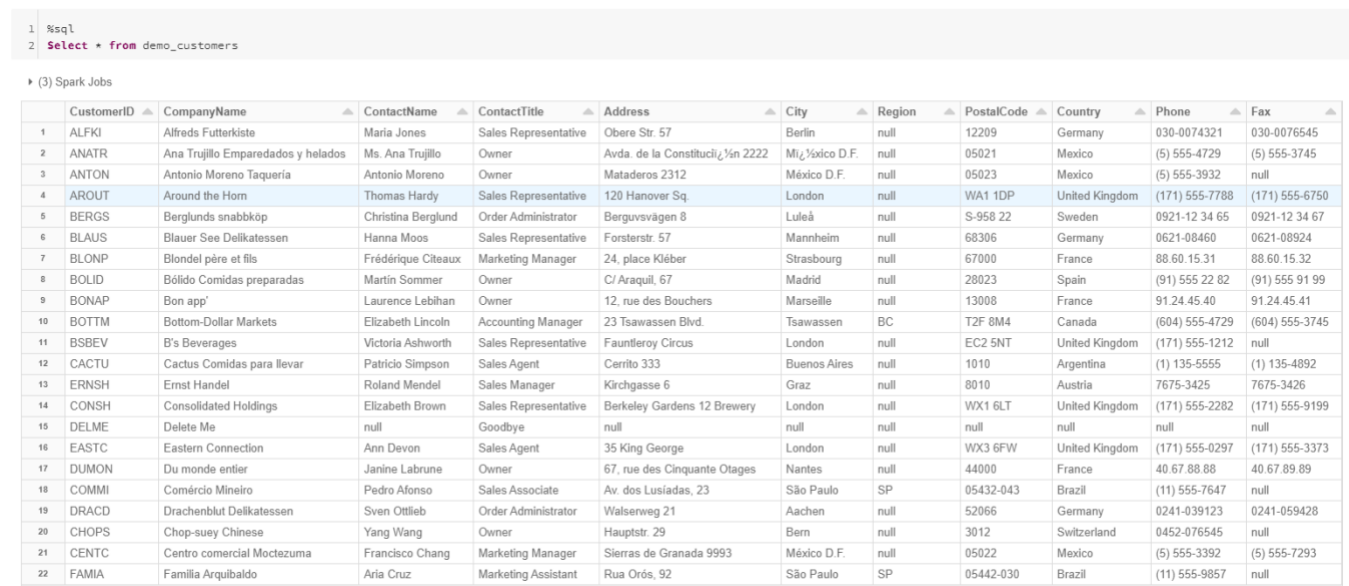 1 %sql
2 Select * from demo_customers
(3) Spark Jobs
CustomerID CompanyName ContactName ContactTitle Address City Region PostalCode Country Phone Fax
1 ALFKI Alfreds Futterkiste Maria Jones Sales Representative Obere Str. 57 Berlin null 12209 Germany 030-0074321 030-0076545
2 ANATR Ana Trujillo Emparedados y helados Ms. Ana Trujillo Owner Avda. de la Constituciï¿½n 2222 Mï¿½xico D.F. null 05021 Mexico (5) 555-4729 (5) 555-3745
3 ANTON Antonio Moreno Taquería Antonio Moreno Owner Mataderos 2312 México D.F. null 05023 Mexico (5) 555-3932 null
4 AROUT Around the Horn Thomas Hardy Sales Representative 120 Hanover Sq. London null WA1 1DP United Kingdom (171) 555-7788 (171) 555-6750
5 BERGS Berglunds snabbköp Christina Berglund Order Administrator Berguvsvägen 8 Luleå null S-958 22 Sweden 0921-12 34 65 0921-12 34 67
6 BLAUS Blauer See Delikatessen Hanna Moos Sales Representative Forsterstr. 57 Mannheim null 68306 Germany 0621-08460 0621-08924
7 BLONP Blondel père et fils Frédérique Citeaux Marketing Manager 24, place Kléber Strasbourg null 67000 France 88.60.15.31 88.60.15.32
8 BOLID Bólido Comidas preparadas Martín Sommer Owner C/ Araquil, 67 Madrid null 28023 Spain (91) 555 22 82 (91) 555 91 99
9 BONAP Bon app' Laurence Lebihan Owner 12, rue des Bouchers Marseille null 13008 France 91.24.45.40 91.24.45.41
10 BOTTM Bottom-Dollar Markets Elizabeth Lincoln Accounting Manager 23 Tsawassen Blvd. Tsawassen BC T2F 8M4 Canada (604) 555-4729 (604) 555-3745
11 BSBEV B's Beverages Victoria Ashworth Sales Representative Fauntleroy Circus London null EC2 5NT United Kingdom (171) 555-1212 null
12 CACTU Cactus Comidas para llevar Patricio Simpson Sales Agent Cerrito 333 Buenos Aires null 1010 Argentina (1) 135-5555 (1) 135-4892
13 ERNSH Ernst Handel Roland Mendel Sales Manager Kirchgasse 6 Graz null 8010 Austria 7675-3425 7675-3426
14 CONSH Consolidated Holdings Elizabeth Brown Sales Representative Berkeley Gardens 12 Brewery London null WX1 6LT United Kingdom (171) 555-2282 (171) 555-9199
15 DELME Delete Me null Goodbye null null null null null null null
16 EASTC Eastern Connection Ann Devon Sales Agent 35 King George London null WX3 6FW United Kingdom (171) 555-0297 (171) 555-3373
17 DUMON Du monde entier Janine Labrune Owner 67, rue des Cinquante Otages Nantes null 44000 France 40.67.88.88 40.67.89.89
18 COMMI Comércio Mineiro Pedro Afonso Sales Associate Av. dos Lusíadas, 23 São Paulo SP 05432-043 Brazil (11) 555-7647 null
19 DRACD Drachenblut Delikatessen Sven Ottlieb Order Administrator Walserweg 21 Aachen null 52066 Germany 0241-039123 0241-059428
20 CHOPS Chop-suey Chinese Yang Wang Owner Hauptstr. 29 Bern null 3012 Switzerland 0452-076545 null
21 CENTC Centro comercial Moctezuma Francisco Chang Marketing Manager Sierras de Granada 9993 México D.F. null 05022 Mexico (5) 555-3392 (5) 555-7293
22 FAMIA Familia Arquibaldo Aria Cruz Marketing Assistant Rua Orós, 92 São Paulo SP 05442-030 Brazil (11) 555-9857 null